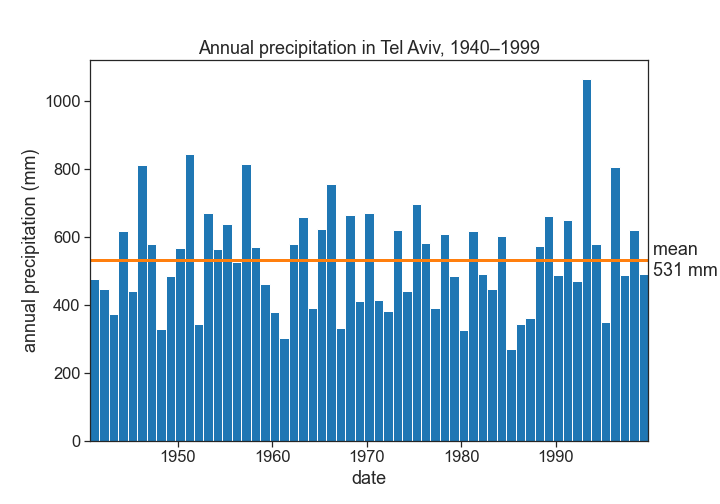 Annual precipitation in Tel Aviv, 1940–1999
annual precipitation (mm)
1000
800
600
400
200
0
mean
531 mm
1950
1960
1970
1980
1990
date